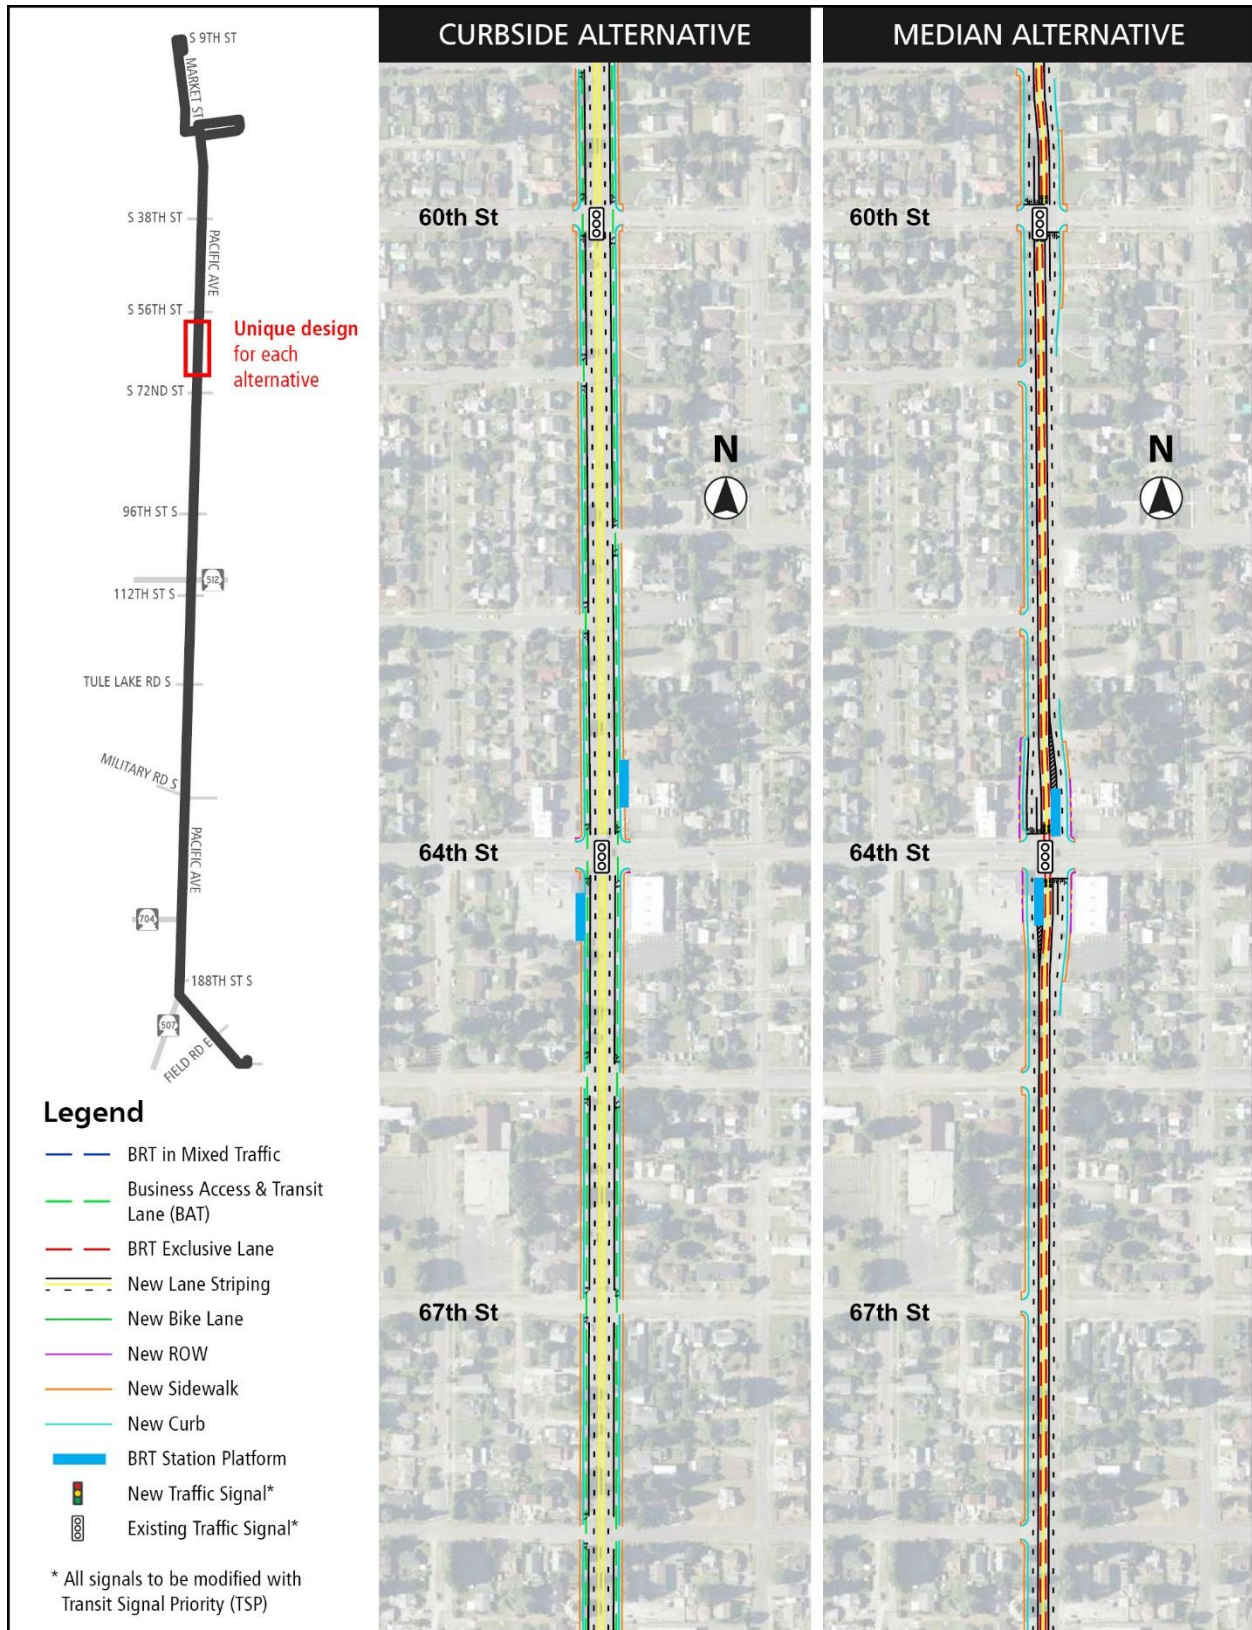 S 9TH ST
MARKET ST
S 38TH ST
PACIFIC AVE
S 56TH ST
Unique design
for each
alternative
S 72ND ST
96TH ST S
512
112TH ST S
TULE LAKE RD S
MILITARY RD S
PACIFIC AVE
704
188TH ST S
507
FIELD RD E
Legend
BRT in Mixed Traffic
Business Access & Transit
Lane (BAT)
BRT Exclusive Lane
New Lane Striping
New Bike Lane
New ROW
New Sidewalk
New Curb
BRT Station Platform
New Traffic Signal*
Existing Traffic Signal*
* All signals to be modified with
Transit Signal Priority (TSP)
CURBSIDE ALTERNATIVE
60th St
N
64th St
67th St
MEDIAN ALTERNATIVE
60th St
N
64th St
67th St